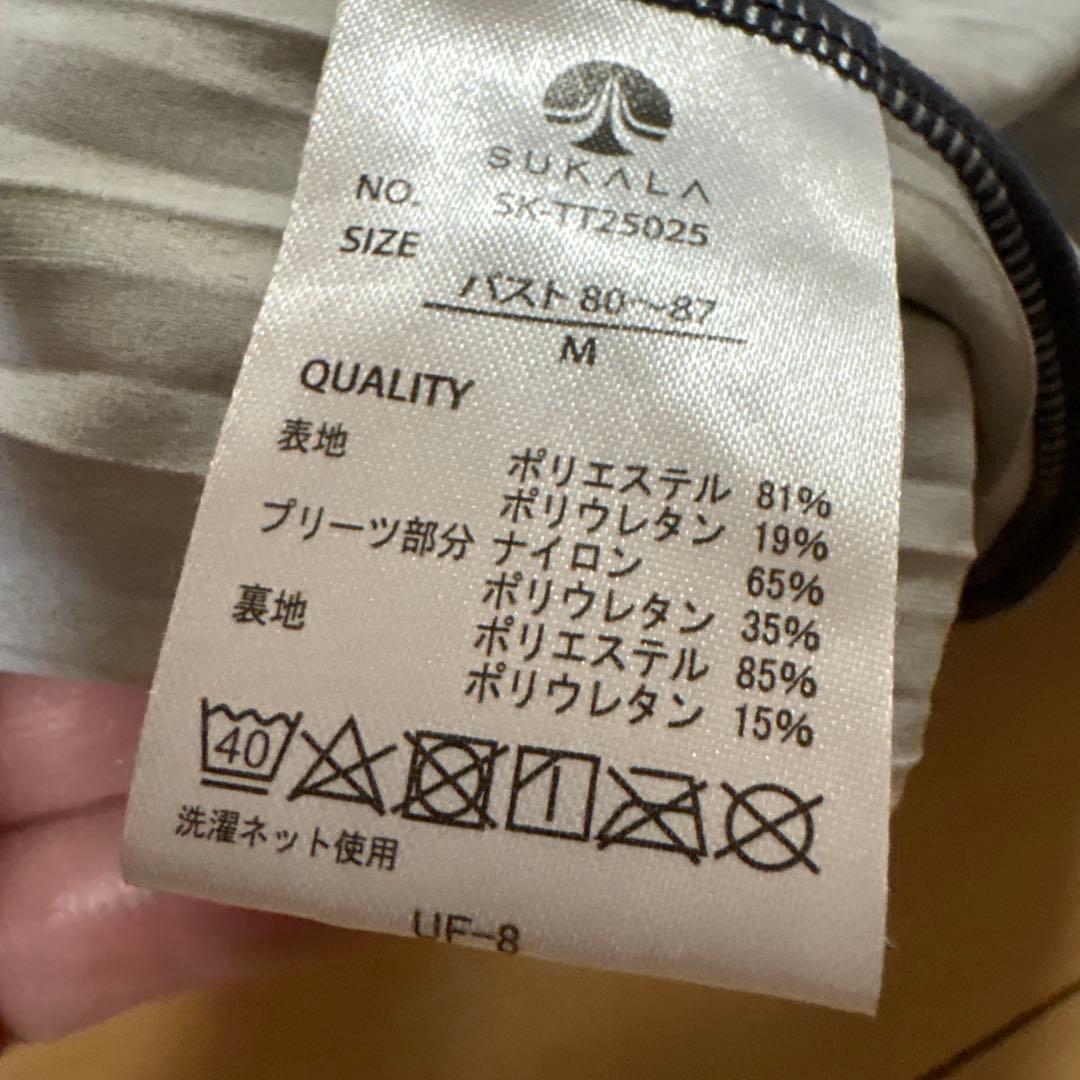 SUKALA
NO. SK-TT25025
SIZE
バスト 80～87
M
QUALITY
表地 ポリエステル 81%
ポリウレタン 19%
プリーツ部分 ナイロン 65%
ポリウレタン 35%
裏地 ポリエステル 85%
ポリウレタン 15%
40
洗濯ネット使用
UF-8